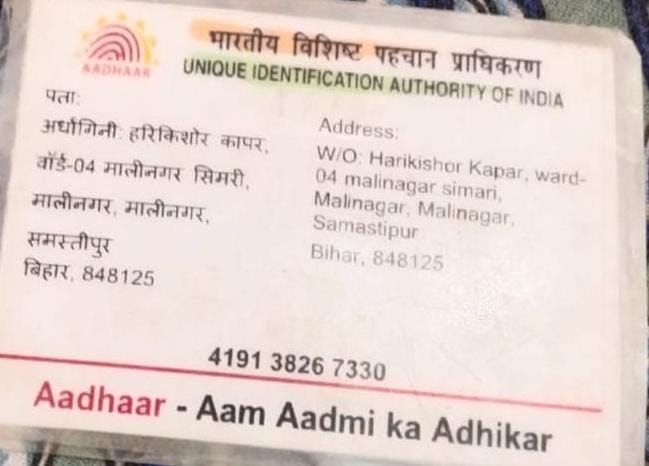 AADHAAR
भारतीय विशिष्ट पहचान प्राधिकरण
UNIQUE IDENTIFICATION AUTHORITY OF INDIA
पता:
अर्धांगिनी: हरिकिशोर कापर,
वॉर्ड-04 मालीनगर सिमरी,
मालीनगर, मालीनगर,
समस्तीपुर
बिहार, 848125
Address:
W/O: Harikishor Kapar, ward-
04 malinagar simari,
Malinagar, Malinagar,
Samastipur
Bihar, 848125
4191 3826 7330
Aadhaar - Aam Aadmi ka Adhikar